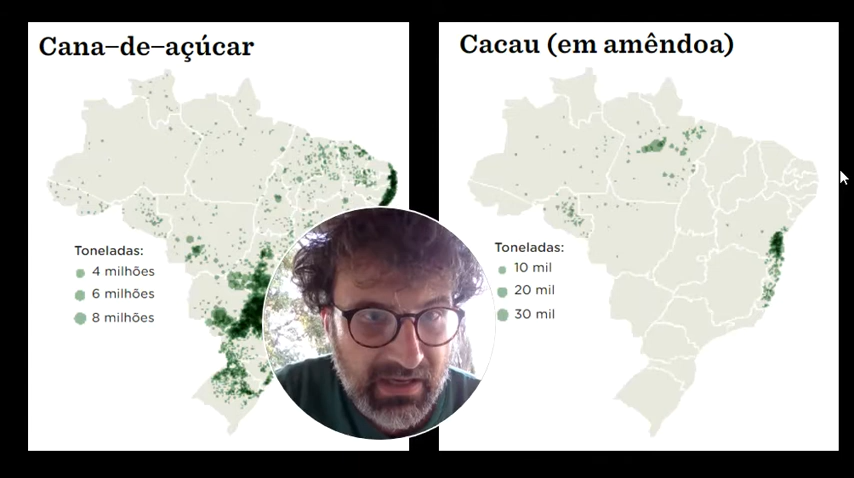 Cana–de–açúcar
Toneladas:
4 milhões
6 milhões
8 milhões
Cacau (em amêndoa)
Toneladas:
10 mil
20 mil
30 mil